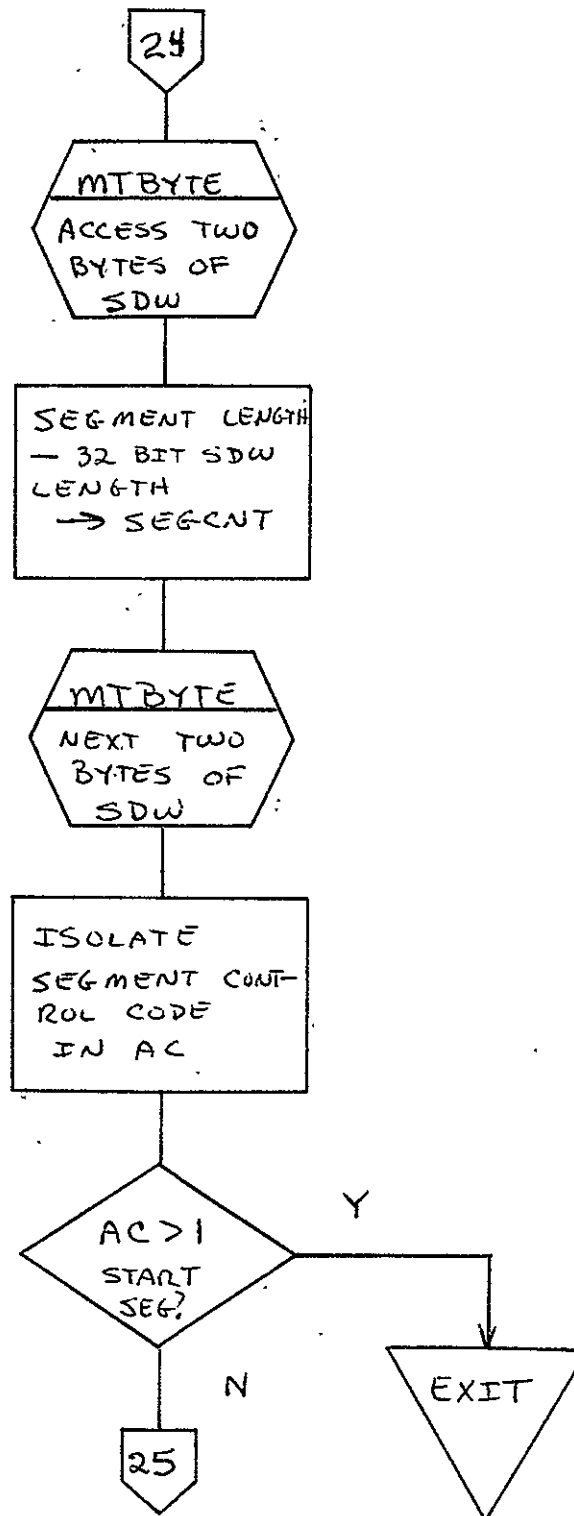 24
MTBYTE
ACCESS TWO
BYTES OF
SDW
SEGMENT LENGTH
— 32 BIT SDW
LENGTH
→ SEGCNT
MTBYTE
NEXT TWO
BYTES OF
SDW
ISOLATE
SEGMENT CONT-
ROL CODE
IN AC
AC > 1
START
SEG?
Y
N
EXIT
25